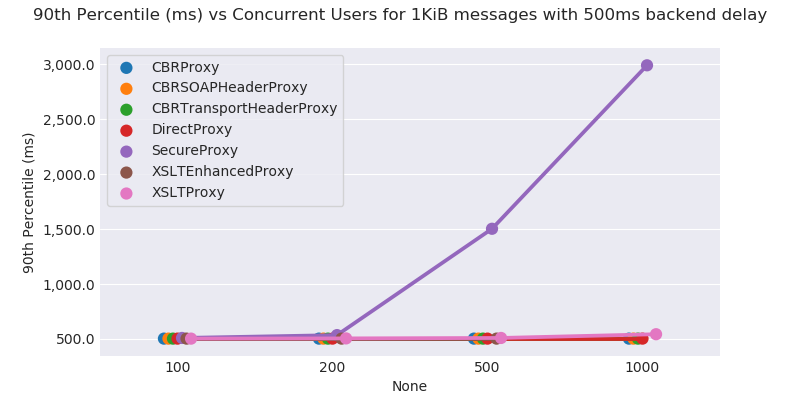 90th Percentile (ms) vs Concurrent Users for 1KiB messages with 500ms backend delay
90th Percentile (ms)
3,000.0
2,500.0
2,000.0
1,500.0
1,000.0
500.0
CBRProxy
CBRSOAPHeaderProxy
CBRTransportHeaderProxy
DirectProxy
SecureProxy
XSLTEnhancedProxy
XSLTProxy
100 200 500 1000
None